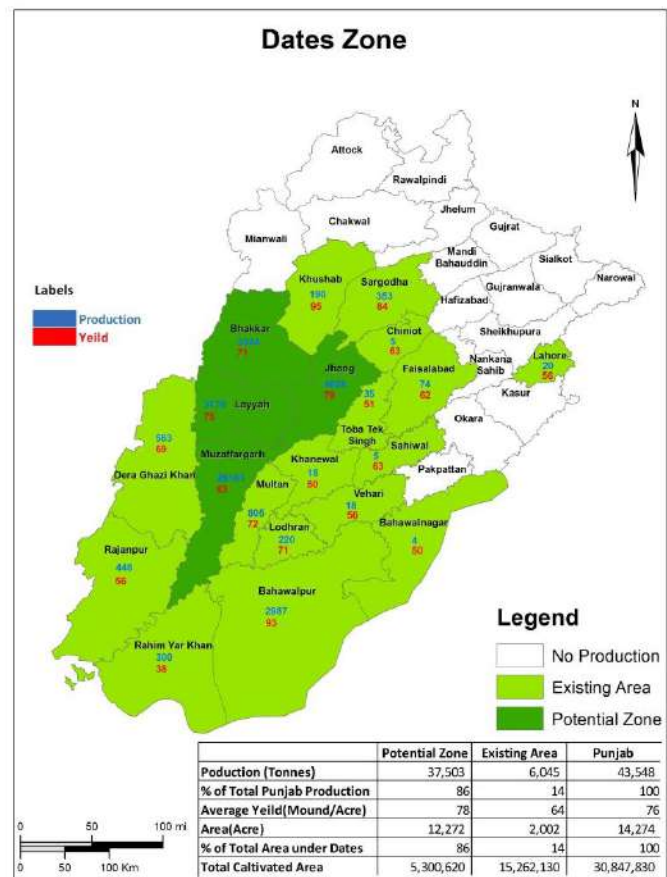 Dates Zone
N
Attock
Rawalpindi
Chakwal
Jhelum
Gujrat
Mianwali
Mandi
Bahauddin
Sialkot
Narowal
Khushab
195
95
Sargodha
353
84
Hafizabad
Gujranwala
Labels
Production
Yeild
Sheikhupura
Bhakkar
71
Chiniot
5
63
Faisalabad
74
62
Nankana
Sahib
Lahore
20
56
Kasur
Jhang
79
35
51
Layyah
Okara
Toba Tek
Singh
Sahiwal
5
63
563
69
Dera Ghazi Khan
Muzaffargarh
Khanewal
18
50
Pakpattan
Multan
72
Vehari
18
56
Lodhran
220
71
Bahawalnagar
4
50
Rajanpur
446
56
Bahawalpur
2987
93
Rahim Yar Khan
300
38
Legend
No Production
Existing Area
Potential Zone
Potential Zone Existing Area Punjab
Poduction (Tonnes) 37,503 6,045 43,548
% of Total Punjab Production 86 14 100
Average Yeild(Mound/Acre) 78 64 76
Area(Acre) 12,272 2,002 14,274
% of Total Area under Dates 86 14 100
Total Caltivated Area 5,300,620 15,262,130 30,847,830
0 50 100 mi
0 50 100 Km